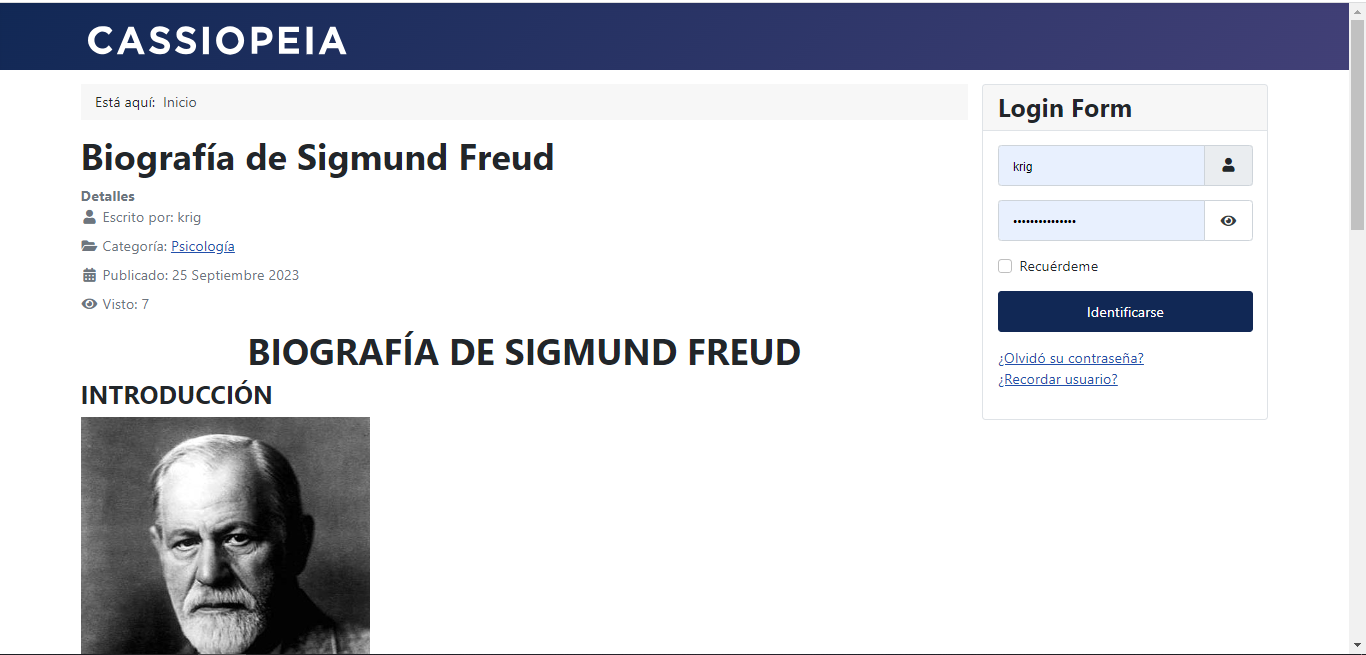 CASSIOPEIA
Está aquí: Inicio
Biografía de Sigmund Freud
Detalles
Escrito por: krig
Categoría: Psicología
Publicado: 25 Septiembre 2023
Visto: 7
BIOGRAFÍA DE SIGMUND FREUD
INTRODUCCIÓN
Login Form
krig
•••••••••••••••
Recuérdeme
Identificarse
¿Olvidó su contraseña?
¿Recordar usuario?